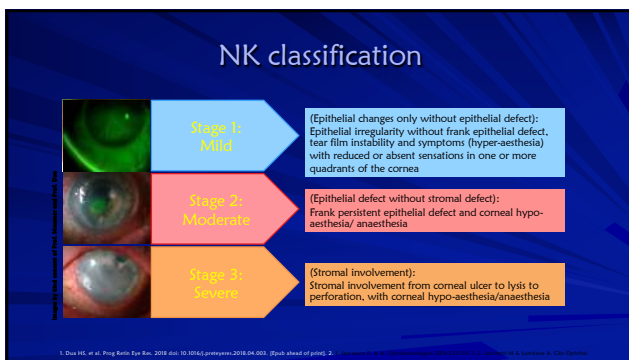 NK classification
Stage 1:
Mild
(Epithelial changes only without epithelial defect):
Epithelial irregularity without frank epithelial defect,
tear film instability and symptoms (hyper-aesthesia)
with reduced or absent sensations in one or more
quadrants of the cornea
Stage 2:
Moderate
(Epithelial defect without stromal defect):
Frank persistent epithelial defect and corneal hypo-
aesthesia/ anaesthesia
Stage 3:
Severe
(Stromal involvement):
Stromal involvement from corneal ulcer to lysis to
perforation, with corneal hypo-aesthesia/anaesthesia
1. Dua HS, et al. Prog Retin Eye Res. 2018 doi: 10.1016/j.preteyeres.2018.04.003. [Epub ahead of print]. 2.